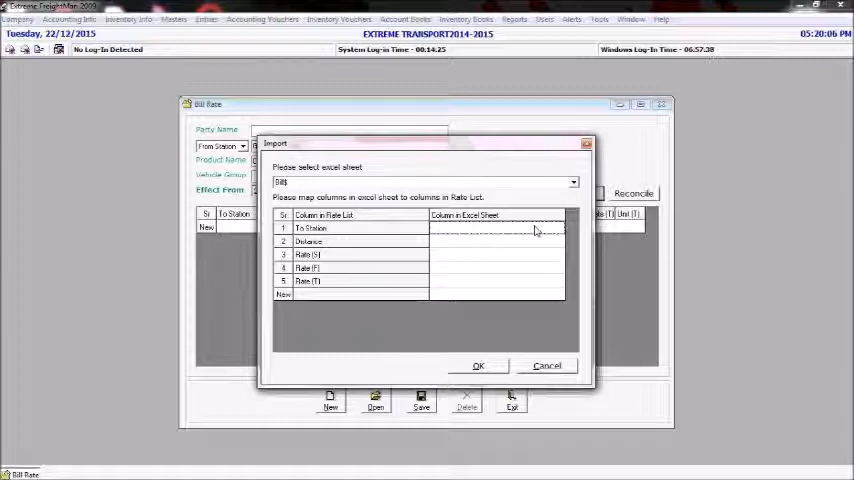 Extreme FreightMan 2009
Company Accounting Info Inventory Info Masters Entries Accounting Vouchers Inventory Vouchers Account Books Inventory Books Reports Users Alerts Tools Window Help
Tuesday, 22/12/2015 EXTREME TRANSPORT2014-2015 05:20:06 PM
No Log-In Detected System Log-in Time - 00:14:25 Windows Log-In Time - 06:57:38
Bill Rate
Party Name
From Station
Product Name
Vehicle Group
Effect From
Reconcile
Sr To Station (T) Unit (T)
New
Import
Please select excel sheet
Bill$
Please map columns in excel sheet to columns in Rate List.
Sr Column in Rate List Column in Excel Sheet
1 To Station
2 Distance
3 Rate (S)
4 Rate (F)
5 Rate (T)
New
OK Cancel
New Open Save Delete Exit
Bill Rate